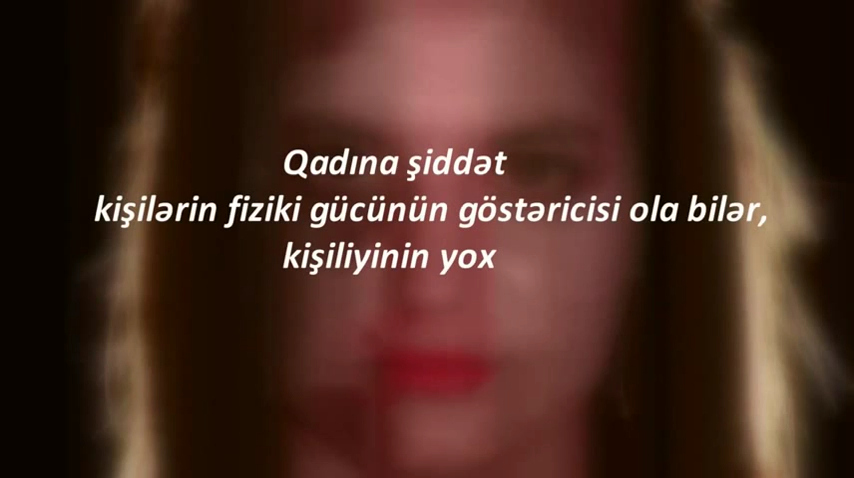 Qadına şiddət
kişilərin fiziki gücünün göstəricisi ola bilər,
kişiliyinin yox